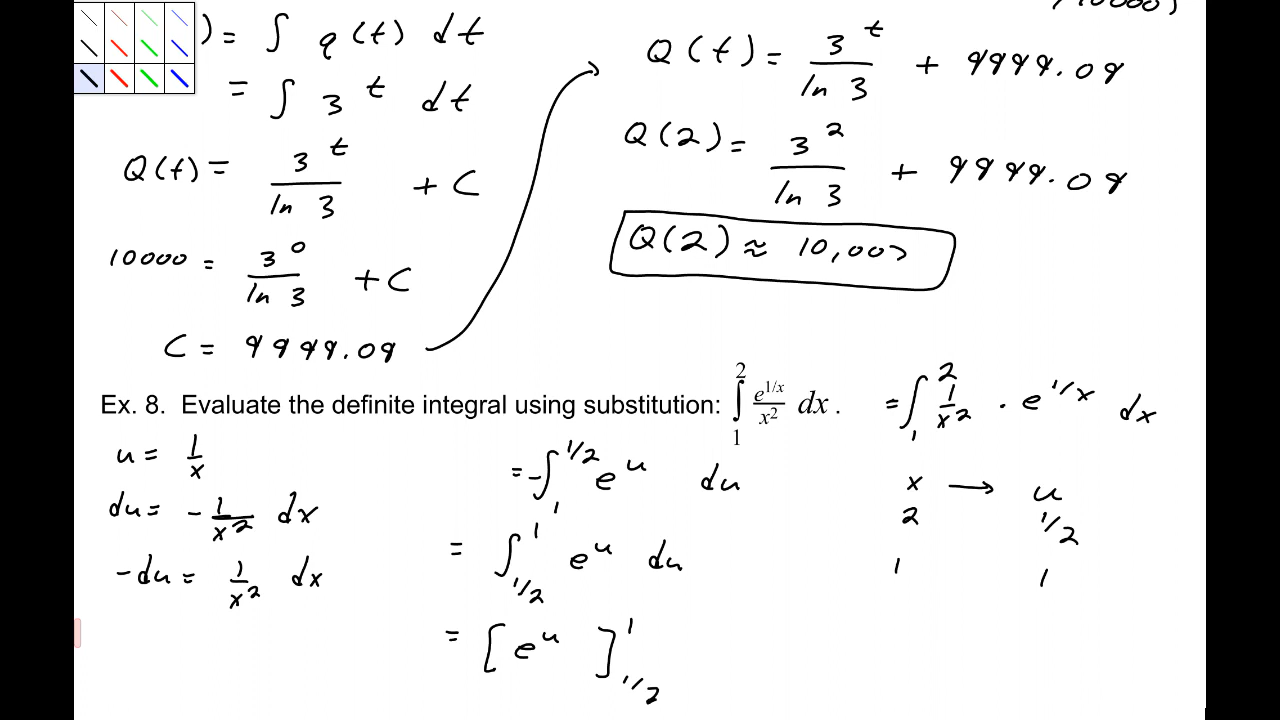 ) = ∫ q(t) dt
= ∫ 3^t dt
Q(t) = 3^t / ln 3 + C
10000 = 3^0 / ln 3 + C
C = 9999.09
Q(t) = 3^t / ln 3 + 9999.09
Q(2) = 3^2 / ln 3 + 9999.09
Q(2) ≈ 10,007
Ex. 8. Evaluate the definite integral using substitution: ∫_1^2 e^{1/x} / x^2 dx . = ∫_1^2 1/x^2 · e^{1/x} dx
u = 1/x
du = - 1/x^2 dx
-du = 1/x^2 dx
= -∫_1^{1/2} e^u du
= ∫_{1/2}^1 e^u du
= [e^u]_{1/2}^1
x → u
2 1/2
1 1